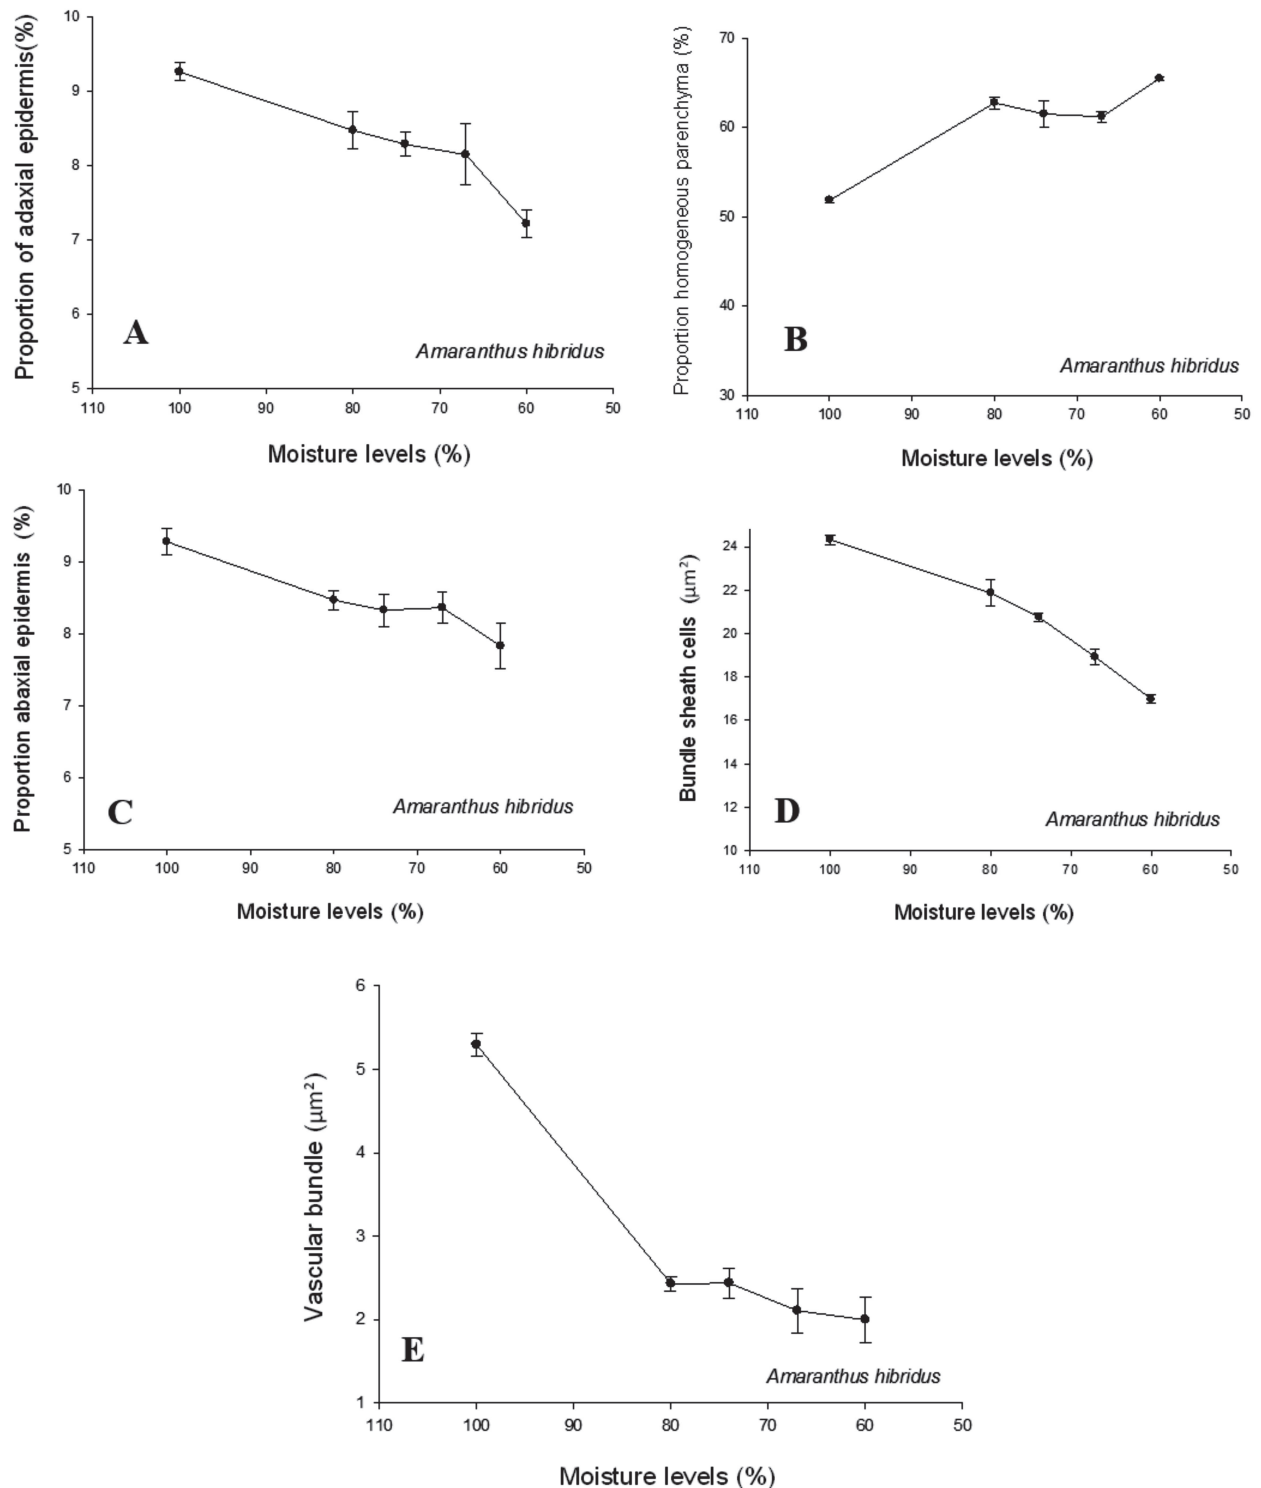 Proportion of adaxial epidermis(%)
10
9
8
7
6
5
110 100 90 80 70 60 50
A
Amaranthus hibridus
Moisture levels (%)
Proportion homogeneous parenchyma (%)
70
60
50
40
30
110 100 90 80 70 60 50
B
Amaranthus hibridus
Moisture levels (%)
Proportion abaxial epidermis (%)
10
9
8
7
6
5
110 100 90 80 70 60 50
C
Amaranthus hibridus
Moisture levels (%)
Bundle sheath cells (µm²)
24
22
20
18
16
14
12
10
110 100 90 80 70 60 50
D
Amaranthus hibridus
Moisture levels (%)
Vascular bundle (µm²)
6
5
4
3
2
1
110 100 90 80 70 60 50
E
Amaranthus hibridus
Moisture levels (%)